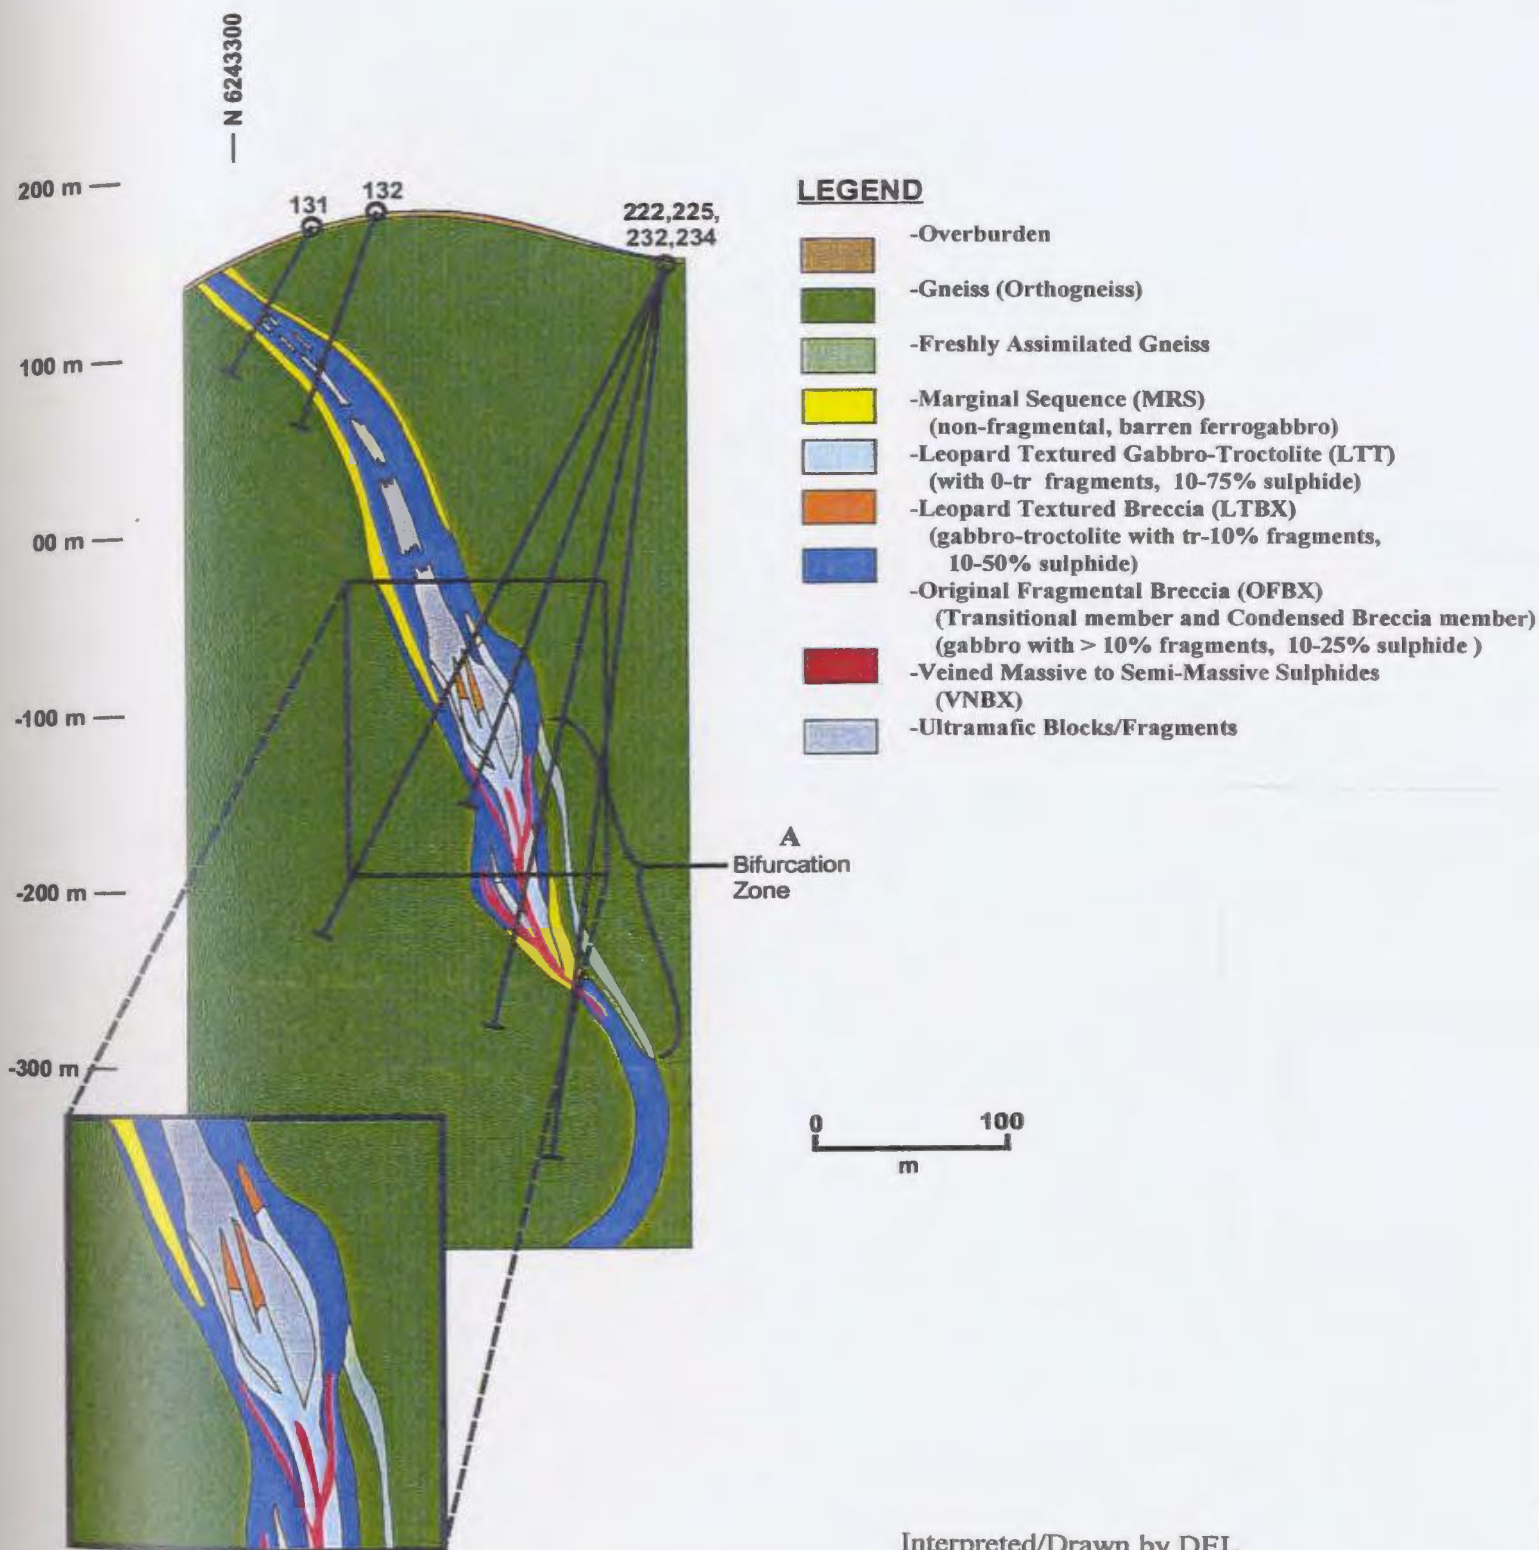 — N 6243300
200 m —
100 m —
00 m —
-100 m —
-200 m —
-300 m —
131
132
222,225,
232,234
LEGEND
-Overburden
-Gneiss (Orthogneiss)
-Freshly Assimilated Gneiss
-Marginal Sequence (MRS)
(non-fragmental, barren ferrogabbro)
-Leopard Textured Gabbro-Troctolite (LTT)
(with 0-tr fragments, 10-75% sulphide)
-Leopard Textured Breccia (LTBX)
(gabbro-troctolite with tr-10% fragments,
10-50% sulphide)
-Original Fragmental Breccia (OFBX)
(Transitional member and Condensed Breccia member)
(gabbro with > 10% fragments, 10-25% sulphide )
-Veined Massive to Semi-Massive Sulphides
(VNBX)
-Ultramafic Blocks/Fragments
A
Bifurcation
Zone
0 100
m
Interpreted/Drawn by DEL